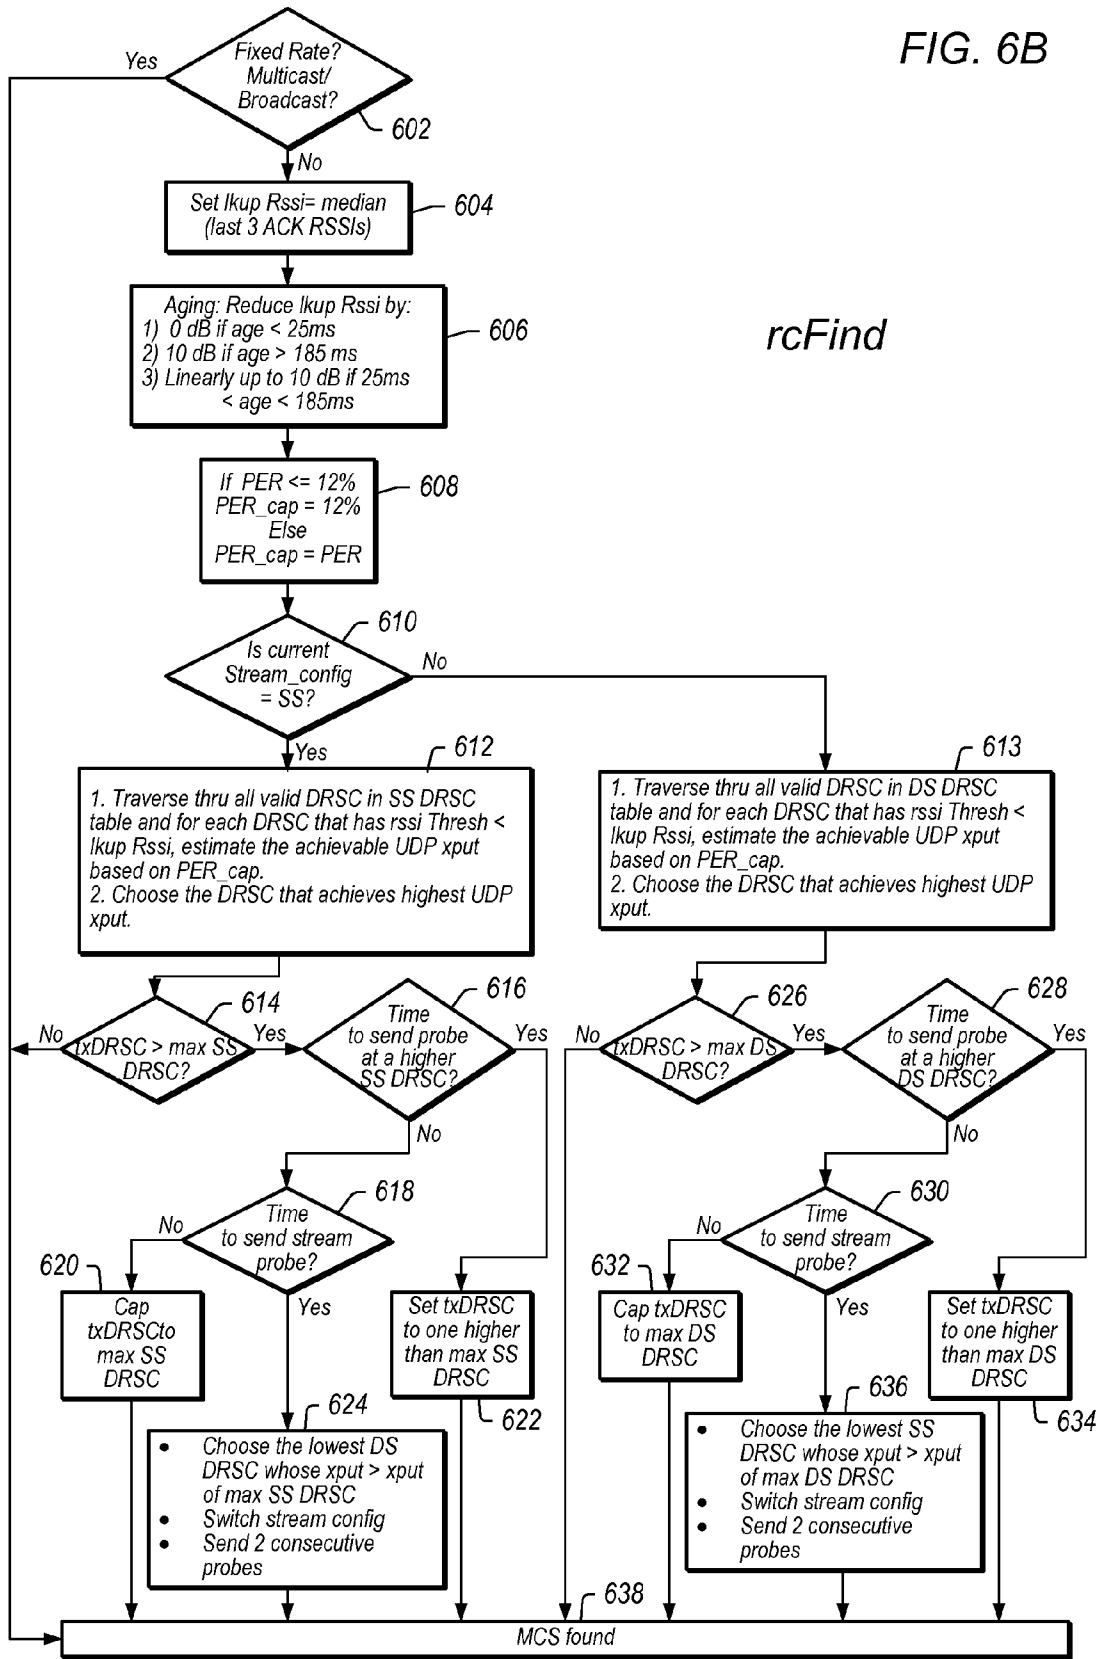 FIG. 6B
Fixed Rate?
Multicast/
Broadcast?
Yes
602
No
Set lkup Rssi= median
(last 3 ACK RSSIs)
604
Aging: Reduce lkup Rssi by:
1) 0 dB if age < 25ms
2) 10 dB if age > 185 ms
3) Linearly up to 10 dB if 25ms
< age < 185ms
606
rcFind
If PER <= 12%
PER_cap = 12%
Else
PER_cap = PER
608
610
Is current
Stream_config
= SS?
No
Yes
612
1. Traverse thru all valid DRSC in SS DRSC
table and for each DRSC that has rssi Thresh <
lkup Rssi, estimate the achievable UDP xput
based on PER_cap.
2. Choose the DRSC that achieves highest UDP
xput.
613
1. Traverse thru all valid DRSC in DS DRSC
table and for each DRSC that has rssi Thresh <
lkup Rssi, estimate the achievable UDP xput
based on PER_cap.
2. Choose the DRSC that achieves highest UDP
xput.
614
No
txDRSC > max SS
DRSC?
Yes
616
Time
to send probe
at a higher
SS DRSC?
Yes
No
626
No
txDRSC > max DS
DRSC?
Yes
628
Time
to send probe
at a higher
DS DRSC?
Yes
No
618
Time
to send stream
probe?
No
Yes
630
Time
to send stream
probe?
No
Yes
620
Cap
txDRSCto
max SS
DRSC
Set txDRSC
to one higher
than max SS
DRSC
622
632
Cap txDRSC
to max DS
DRSC
Set txDRSC
to one higher
than max DS
DRSC
634
624
• Choose the lowest DS
DRSC whose xput > xput
of max SS DRSC
• Switch stream config
• Send 2 consecutive
probes
636
• Choose the lowest SS
DRSC whose xput > xput
of max DS DRSC
• Switch stream config
• Send 2 consecutive
probes
638
MCS found